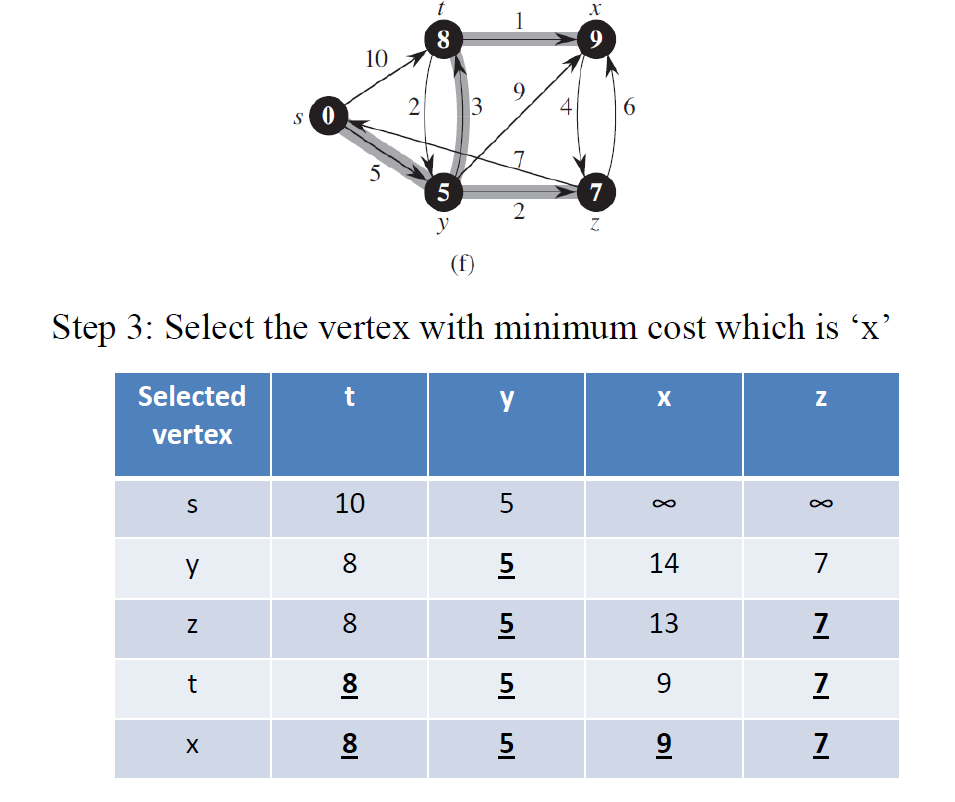 t 1 x
8 9
10
9
2 3 4 6
s 0
7
5
5 7
2
y z
(f)
Step 3: Select the vertex with minimum cost which is ‘x’
Selected vertex t y x z
s 10 5 ∞ ∞
y 8 5 14 7
z 8 5 13 7
t 8 5 9 7
x 8 5 9 7